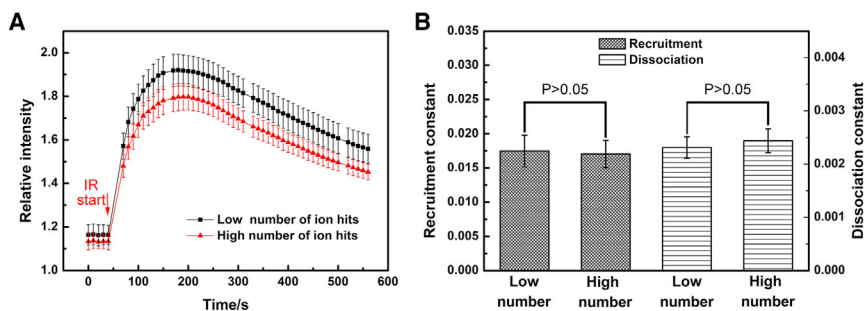 A
Relative intensity
2.0
1.8
1.6
1.4
1.2
1.0
IR
start
Low number of ion hits
High number of ion hits
0
100
200
300
400
500
600
Time/s
B
Recruitment constant
0.035
0.030
0.025
0.020
0.015
0.010
0.005
0.000
Recruitment
Dissociation
P>0.05
P>0.05
Low
number
High
number
Low
number
High
number
0.004
0.003
0.002
0.001
0.000
Dissociation constant